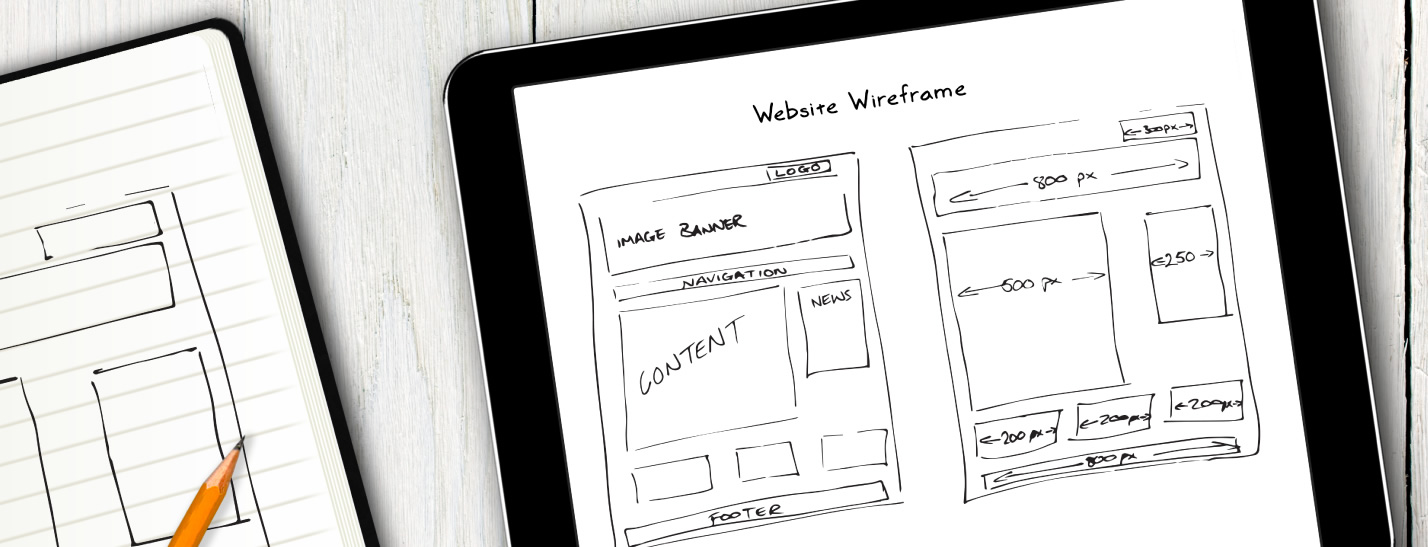 Website Wireframe
LOGO
IMAGE BANNER
NAVIGATION
CONTENT
NEWS
FOOTER
300px
800 px
500 px
250
200 px
200px
200px
800 px